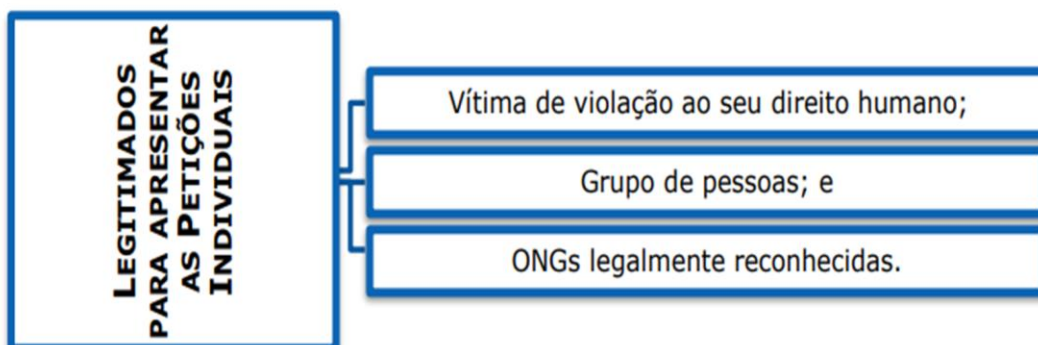 LEGITIMADOS
PARA APRESENTAR
AS PETIÇÕES
INDIVIDUAIS
Vítima de violação ao seu direito humano;
Grupo de pessoas; e
ONGs legalmente reconhecidas.